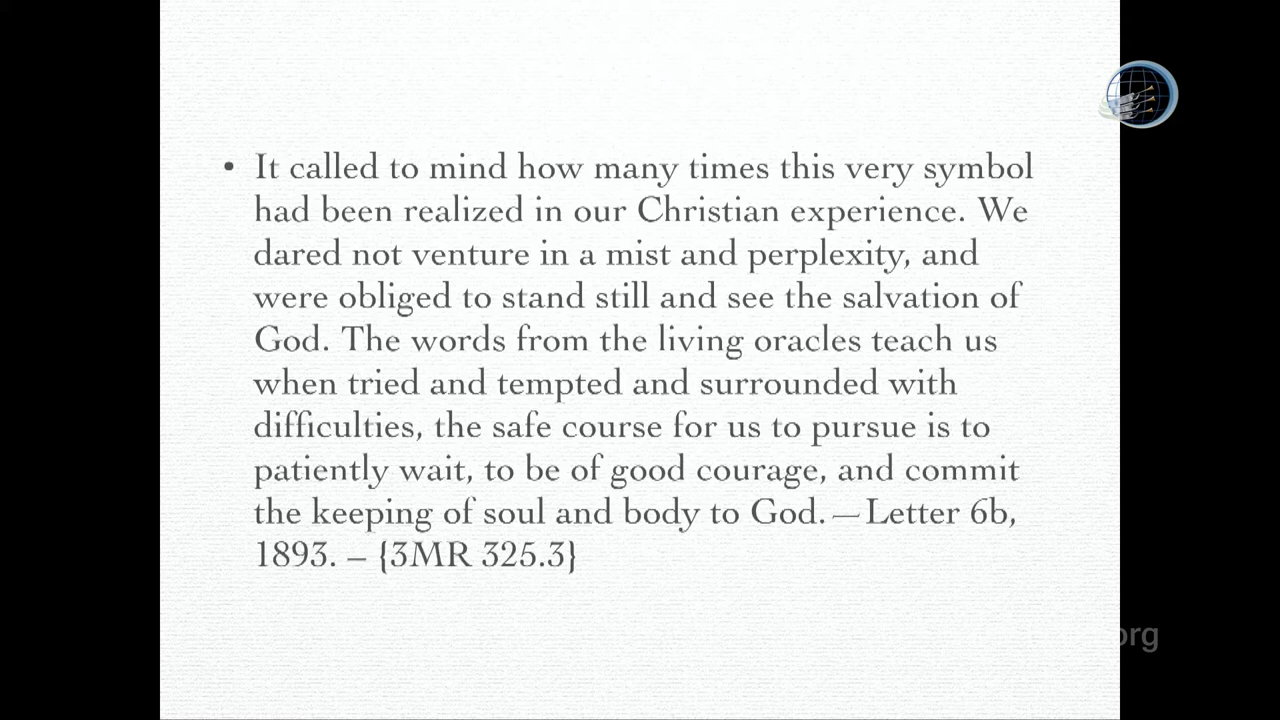 • It called to mind how many times this very symbol
had been realized in our Christian experience. We
dared not venture in a mist and perplexity, and
were obliged to stand still and see the salvation of
God. The words from the living oracles teach us
when tried and tempted and surrounded with
difficulties, the safe course for us to pursue is to
patiently wait, to be of good courage, and commit
the keeping of soul and body to God.—Letter 6b,
1893. – {3MR 325.3}
org